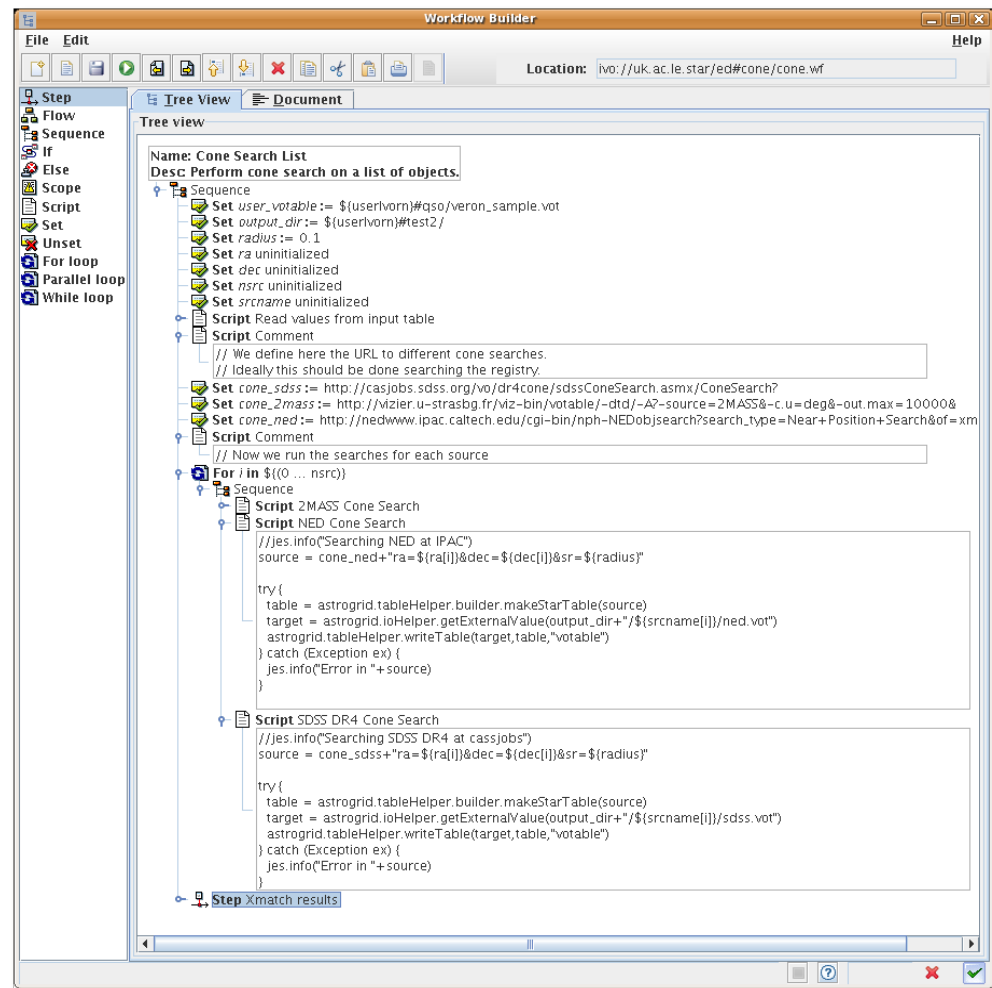 Workflow Builder
File Edit Help
Location: ivo://uk.ac.le.star/ed#cone/cone.wf
Step
Flow
Sequence
If
Else
Scope
Script
Set
Unset
For loop
Parallel loop
While loop
Tree View Document
Tree view
Name: Cone Search List
Desc: Perform cone search on a list of objects.
Sequence
Set user_votable := ${userIvorn}#qso/veron_sample.vot
Set output_dir := ${userIvorn}#test2/
Set radius := 0.1
Set ra uninitialized
Set dec uninitialized
Set nsrc uninitialized
Set srcname uninitialized
Script Read values from input table
Script Comment
// We define here the URL to different cone searches.
// Ideally this should be done searching the registry.
Set cone_sdss := http://casjobs.sdss.org/vo/dr4cone/sdssConeSearch.asmx/ConeSearch?
Set cone_2mass := http://vizier.u-strasbg.fr/viz-bin/votable/-dtd/-A?-source=2MASS&-c.u=deg&-out.max=10000&
Set cone_ned := http://nedwww.ipac.caltech.edu/cgi-bin/nph-NEDobjsearch?search_type=Near+Position+Search&of=xm
Script Comment
// Now we run the searches for each source
For i in ${(0 ... nsrc)}
Sequence
Script 2MASS Cone Search
Script NED Cone Search
//jes.info("Searching NED at IPAC")
source = cone_ned+"ra=${ra[i]}&dec=${dec[i]}&sr=${radius}"
try {
table = astrogrid.tableHelper.builder.makeStarTable(source)
target = astrogrid.ioHelper.getExternalValue(output_dir+"/${srcname[i]}/ned.vot")
astrogrid.tableHelper.writeTable(target,table,"votable")
} catch (Exception ex) {
jes.info("Error in "+source)
}
Script SDSS DR4 Cone Search
//jes.info("Searching SDSS DR4 at cassjobs")
source = cone_sdss+"ra=${ra[i]}&dec=${dec[i]}&sr=${radius}"
try {
table = astrogrid.tableHelper.builder.makeStarTable(source)
target = astrogrid.ioHelper.getExternalValue(output_dir+"/${srcname[i]}/sdss.vot")
astrogrid.tableHelper.writeTable(target,table,"votable")
} catch (Exception ex) {
jes.info("Error in "+source)
}
Step Xmatch results